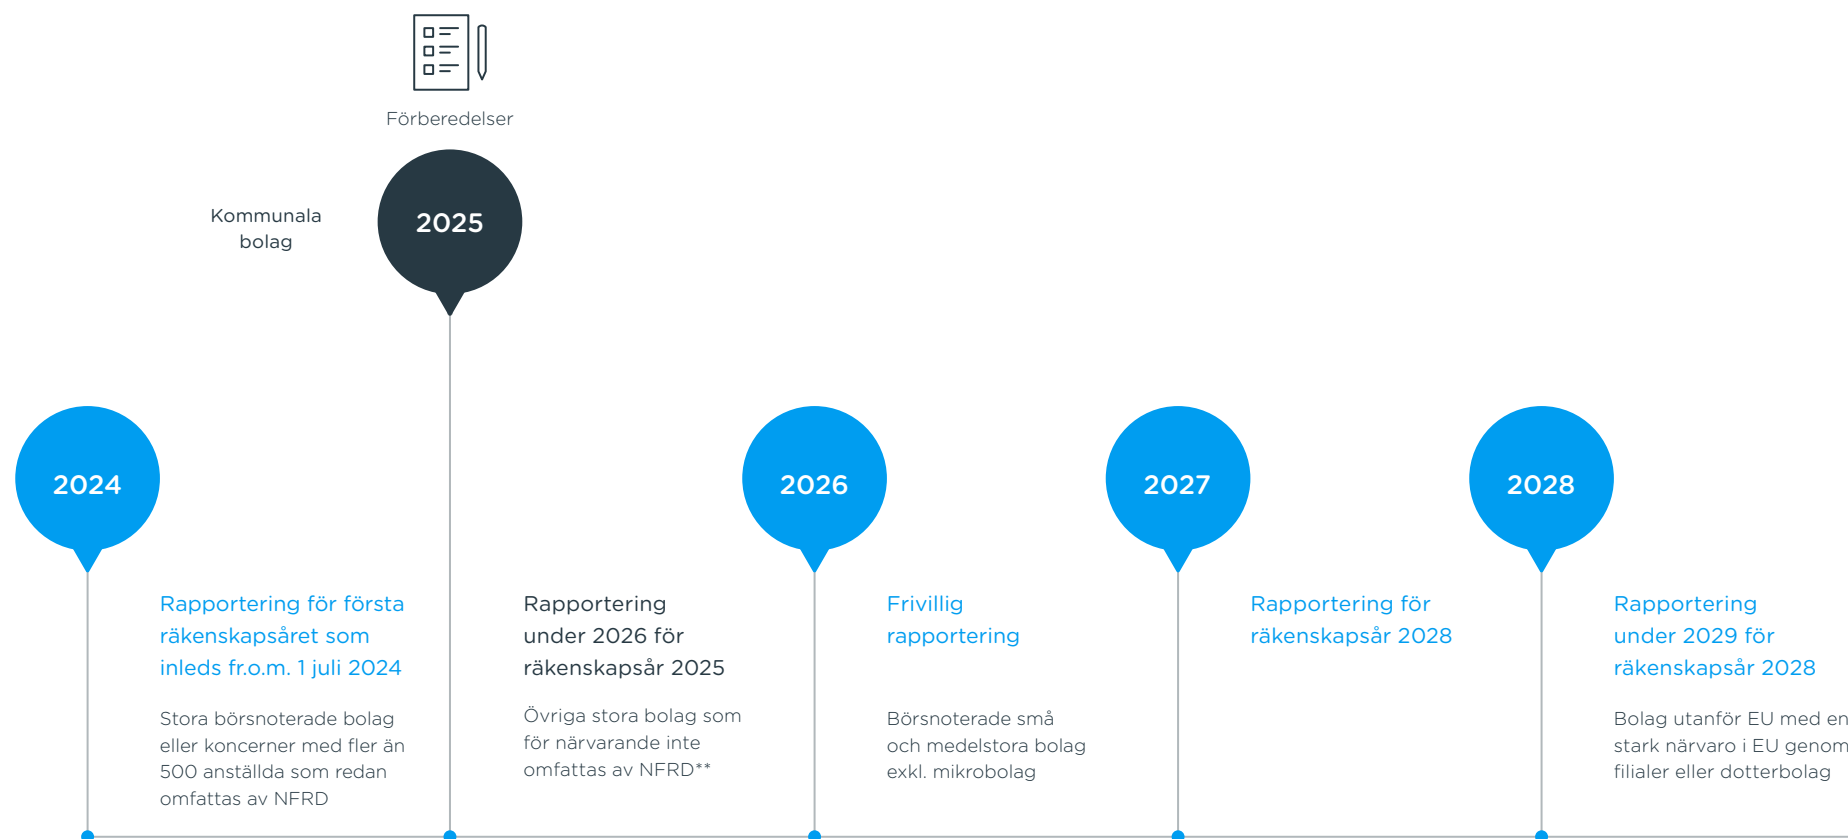 Förberedelser
Kommunala
bolag
2025
2024
Rapportering för första
räkenskapsåret som
inleds fr.o.m. 1 juli 2024
Stora börsnoterade bolag
eller koncerner med fler än
500 anställda som redan
omfattas av NFRD
Rapportering
under 2026 för
räkenskapsår 2025
Övriga stora bolag som
för närvarande inte
omfattas av NFRD**
2026
Frivillig
rapportering
Börsnoterade små
och medelstora bolag
exkl. mikrobolag
2027
Rapportering för
räkenskapsår 2028
2028
Rapportering
under 2029 för
räkenskapsår 2028
Bolag utanför EU med en
stark närvaro i EU genom
filialer eller dotterbolag